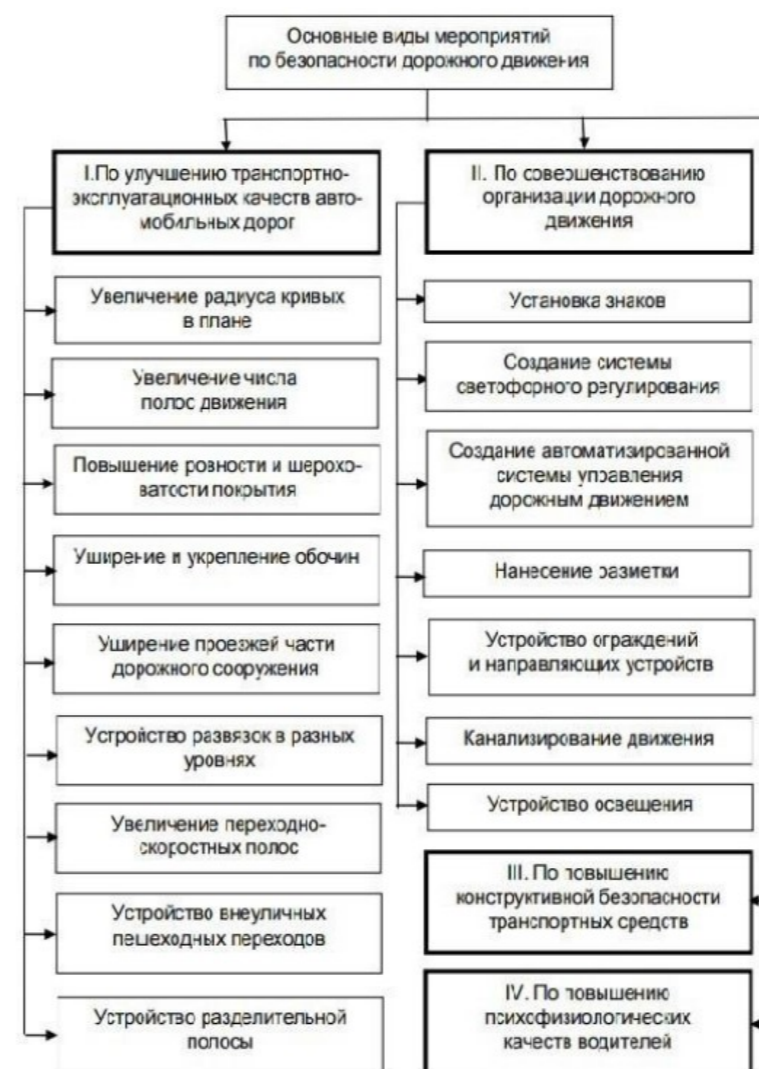 Основные виды мероприятий
по безопасности дорожного движения
I.По улучшению транспортно-
эксплуатационных качеств авто-
мобильных дорог
Увеличение радиуса кривых
в плане
Увеличение числа
полос движения
Повышение ровности и шерохо-
ватости покрытия
Уширение и укрепление обочин
Уширение проезжей части
дорожного сооружения
Устройство развязок в разных
уровнях
Увеличение переходно-
скоростных полос
Устройство внеуличных
пешеходных переходов
Устройство разделительной
полосы
II. По совершенствованию
организации дорожного
движения
Установка знаков
Создание системы
светофорного регулирования
Создание автоматизированной
системы управления
дорожным движением
Нанесение разметки
Устройство ограждений
и направляющих устройств
Канализирование движения
Устройство освещения
III. По повышению
конструктивной безопасности
транспортных средств
IV. По повышению
психофизиологических
качеств водителей